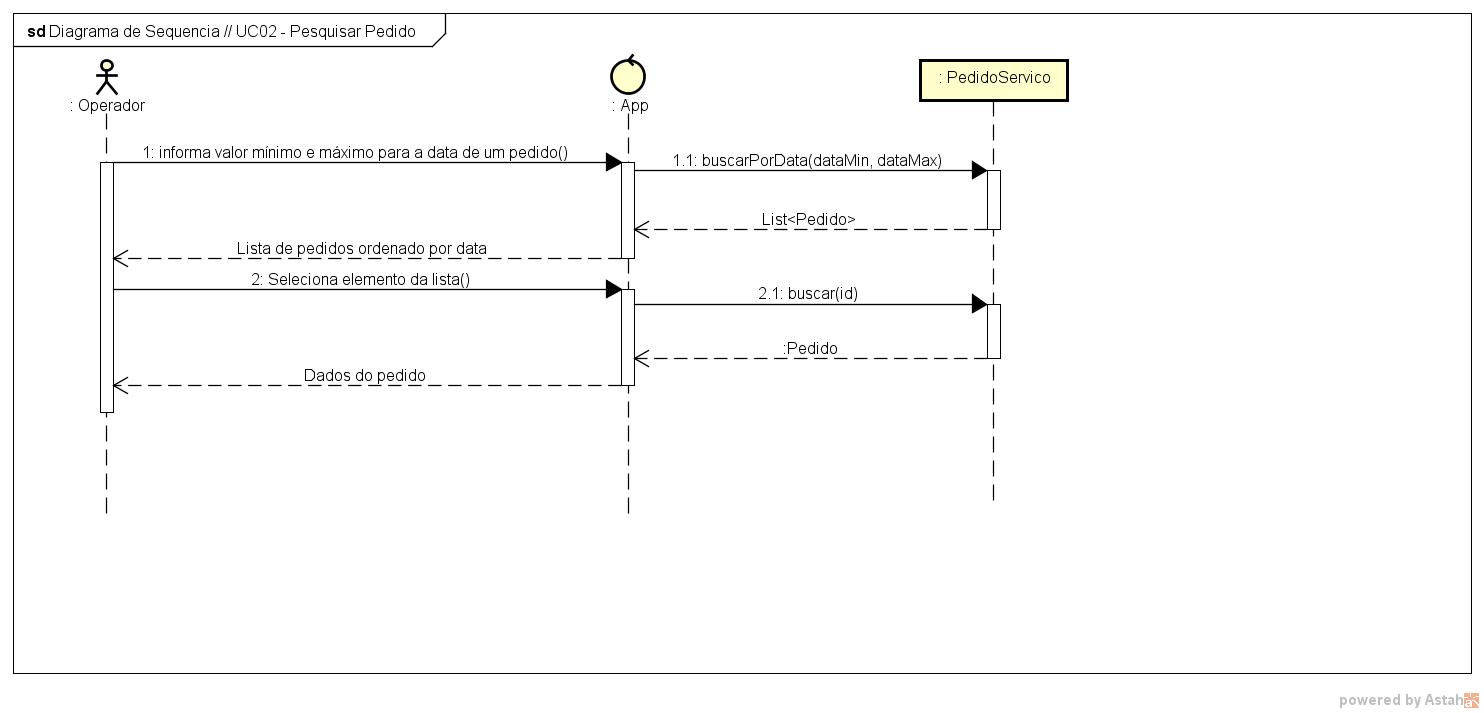 sd Diagrama de Sequencia // UC02 - Pesquisar Pedido
: Operador
: App
: PedidoServico
1: informa valor mínimo e máximo para a data de um pedido()
1.1: buscarPorData(dataMin, dataMax)
List<Pedido>
Lista de pedidos ordenado por data
2: Seleciona elemento da lista()
2.1: buscar(id)
:Pedido
Dados do pedido
powered by Astah